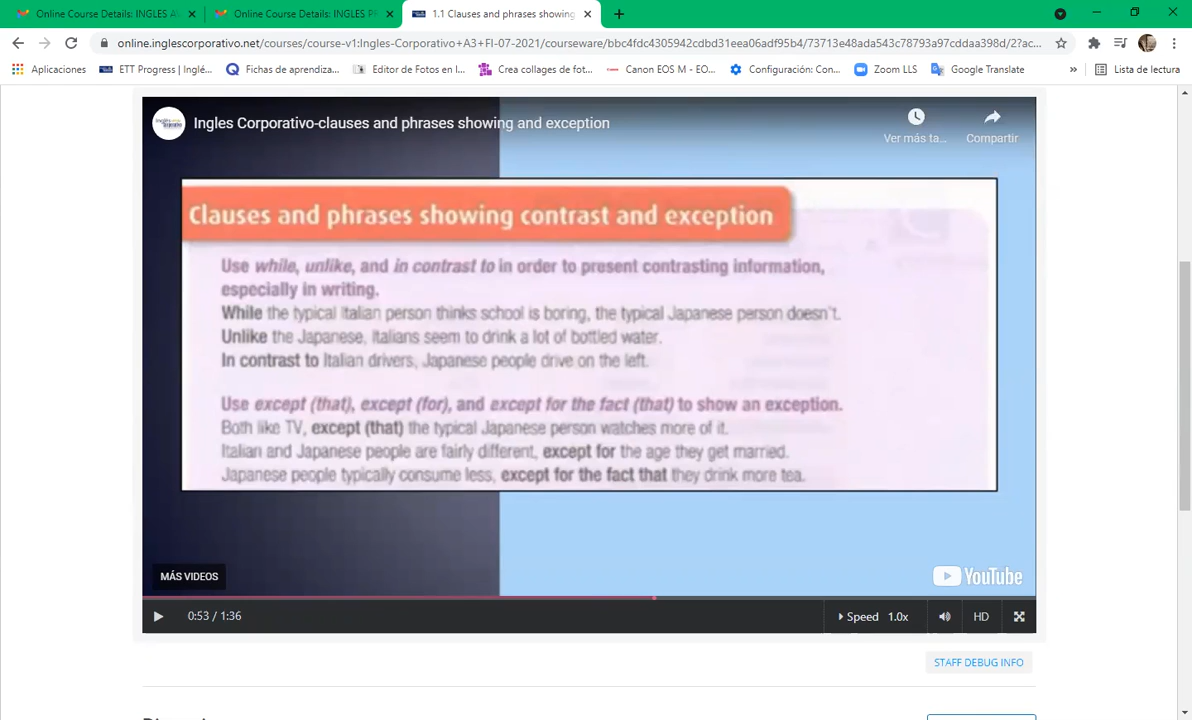 Online Course Details: INGLES A
Online Course Details: INGLES P
1.1 Clauses and phrases showing
online.inglescorporativo.net/courses/course-v1:Ingles-Corporativo+A3+FI-07-2021/courseware/bbc4fdc4305942cdbd31eea06adf95b4/73713e48ada543c78793a97cddaa398d/2?ac...
Aplicaciones
ETT Progress | Inglé...
Fichas de aprendiza...
Editor de Fotos en l...
Crea collages de fot...
Canon EOS M - EO...
Configuración: Con...
Zoom LLS
Google Translate
»
Lista de lectura
Ingles Corporativo-clauses and phrases showing and exception
Ver más ta...
Compartir
Clauses and phrases showing contrast and exception
Use while, unlike, and in contrast to in order to present contrasting information,
especially in writing.
While the typical Italian person thinks school is boring, the typical Japanese person doesn't.
Unlike the Japanese, Italians seem to drink a lot of bottled water.
In contrast to Italian drivers, Japanese people drive on the left.
Use except (that), except (for), and except for the fact (that) to show an exception.
Both like TV, except (that) the typical Japanese person watches more of it.
Italian and Japanese people are fairly different, except for the age they get married.
Japanese people typically consume less, except for the fact that they drink more tea.
MÁS VIDEOS
YouTube
0:53 / 1:36
Speed 1.0x
HD
STAFF DEBUG INFO